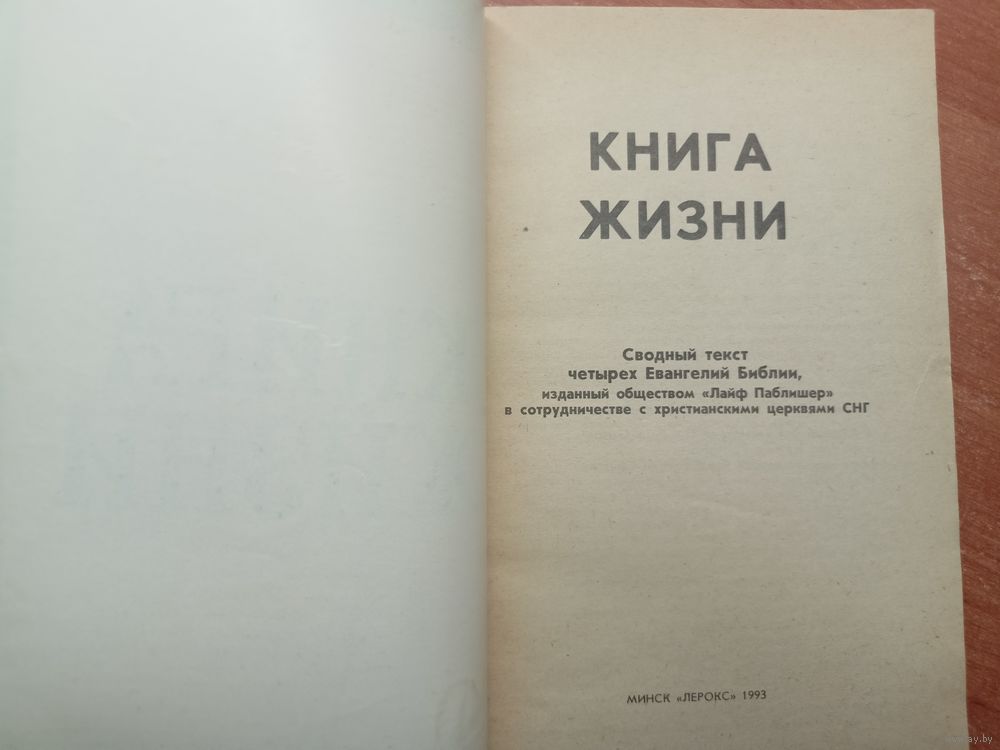 КНИГА
ЖИЗНИ
Сводный текст
четырех Евангелий Библии,
изданный обществом «Лайф Паблишер»
в сотрудничестве с христианскими церквями СНГ
МИНСК «ЛЕРОКС» 1993